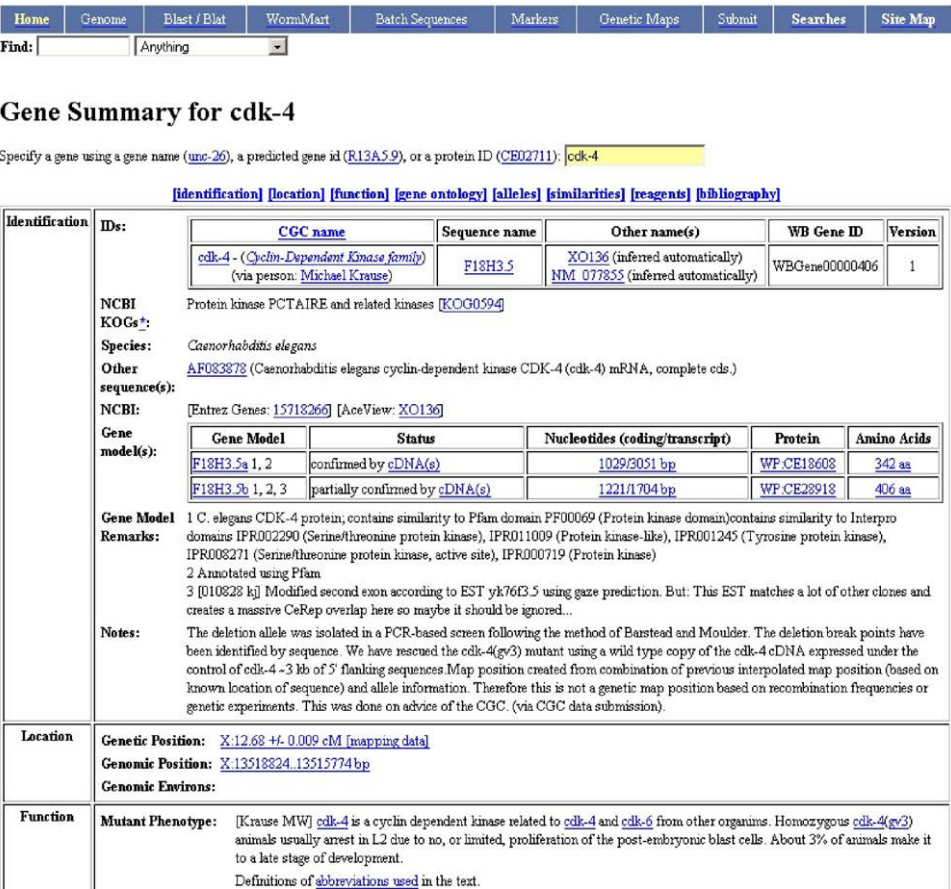 Home Genome Blast / Blat WormMart Batch Sequences Markers Genetic Maps Submit Searches Site Map
Find: Anything
Gene Summary for cdk-4
Specify a gene using a gene name (unc-26), a predicted gene id (R13A5.9), or a protein ID (CE02711): cdk-4
[identification] [location] [function] [gene ontology] [alleles] [similarities] [reagents] [bibliography]
Identification IDs:
CGC name Sequence name Other name(s) WB Gene ID Version
cdk-4 - (Cyclin-Dependent Kinase family) (via person: Michael Krause) F18H3.5 XO136 (inferred automatically) NM_077855 (inferred automatically) WBGene00000406 1
NCBI KOGs*: Protein kinase PCTAIRE and related kinases [KOG0594]
Species: Caenorhabditis elegans
Other sequence(s): AF083878 (Caenorhabditis elegans cyclin-dependent kinase CDK-4 (cdk-4) mRNA, complete cds.)
NCBI: [Entrez Genes: 15718266] [AceView: XO136]
Gene model(s):
Gene Model Status Nucleotides (coding/transcript) Protein Amino Acids
F18H3.5a 1, 2 confirmed by cDNA(s) 1029/3051 bp WP:CE18608 342 aa
F18H3.5b 1, 2, 3 partially confirmed by cDNA(s) 1221/1704 bp WP:CE28918 406 aa
Gene Model Remarks: 1 C. elegans CDK-4 protein; contains similarity to Pfam domain PF00069 (Protein kinase domain)contains similarity to Interpro
domains IPR002290 (Serine/threonine protein kinase), IPR011009 (Protein kinase-like), IPR001245 (Tyrosine protein kinase),
IPR008271 (Serine/threonine protein kinase, active site), IPR000719 (Protein kinase)
2 Annotated using Pfam
3 [010828 kj] Modified second exon according to EST yk76f3.5 using gaze prediction. But: This EST matches a lot of other clones and
creates a massive CeRep overlap here so maybe it should be ignored...
Notes: The deletion allele was isolated in a PCR-based screen following the method of Barstead and Moulder. The deletion break points have
been identified by sequence. We have rescued the cdk-4(gv3) mutant using a wild type copy of the cdk-4 cDNA expressed under the
control of cdk-4 ~3 kb of 5' flanking sequences.Map position created from combination of previous interpolated map position (based on
known location of sequence) and allele information. Therefore this is not a genetic map position based on recombination frequencies or
genetic experiments. This was done on advice of the CGC. (via CGC data submission).
Location Genetic Position: X:12.68 +/- 0.009 cM [mapping data]
Genomic Position: X:13518824..13515774 bp
Genomic Environs:
Function Mutant Phenotype: [Krause MW] cdk-4 is a cyclin dependent kinase related to cdk-4 and cdk-6 from other organims. Homozygous cdk-4(gv3)
animals usually arrest in L2 due to no, or limited, proliferation of the post-embryonic blast cells. About 3% of animals make it
to a late stage of development.
Definitions of abbreviations used in the text.